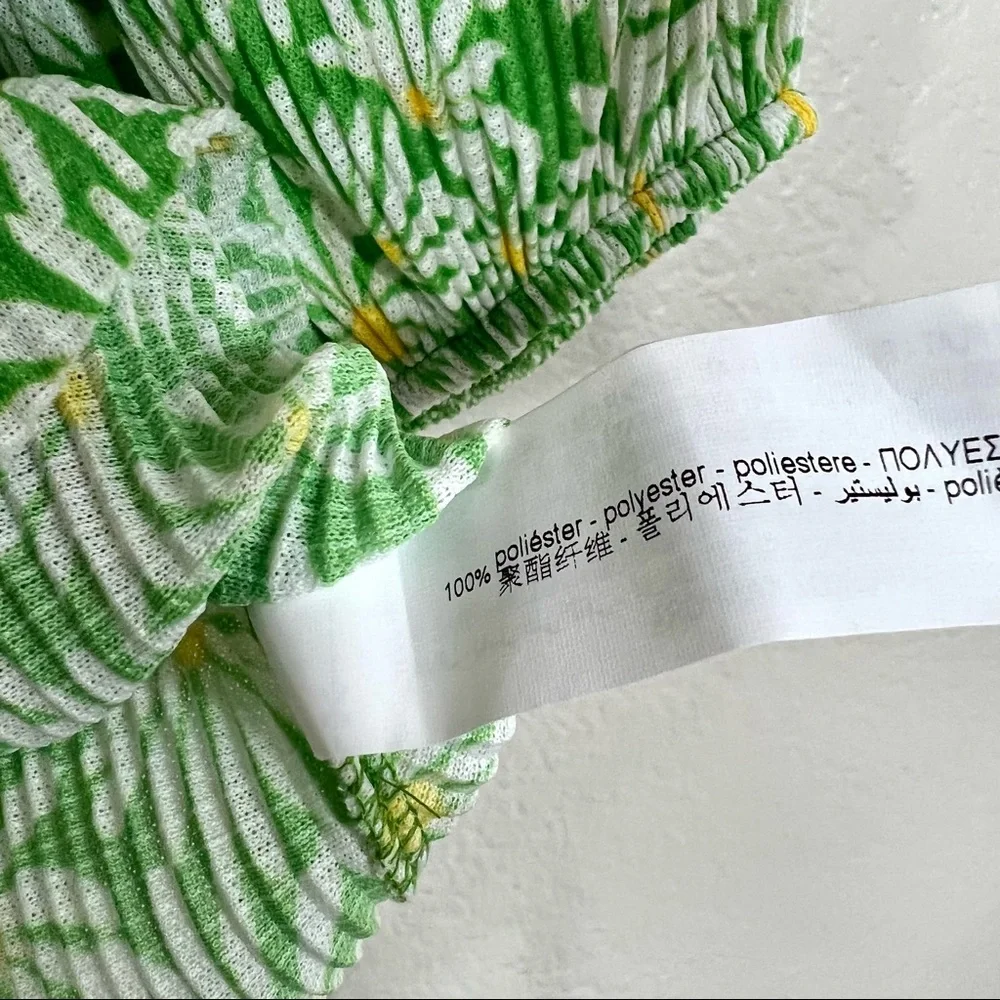 100% poliéster - polyester - poliestere - ΠΟΛΥΕΣ
聚酯纤维 - 폴리에스터 - بوليستير - polié